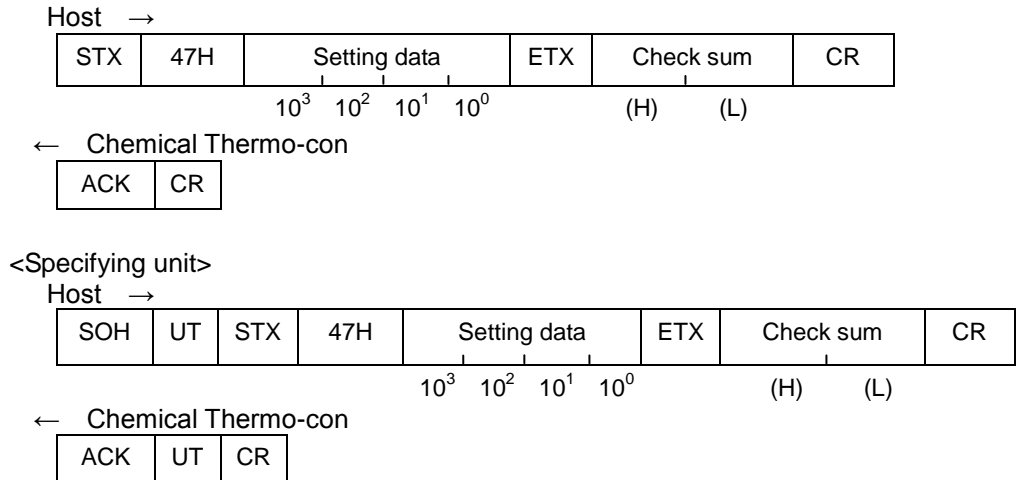 Host →
STX 47H Setting data ETX Check sum CR
10³ 10² 10¹ 10⁰ (H) (L)
← Chemical Thermo-con
ACK CR
<Specifying unit>
Host →
SOH UT STX 47H Setting data ETX Check sum CR
10³ 10² 10¹ 10⁰ (H) (L)
← Chemical Thermo-con
ACK UT CR